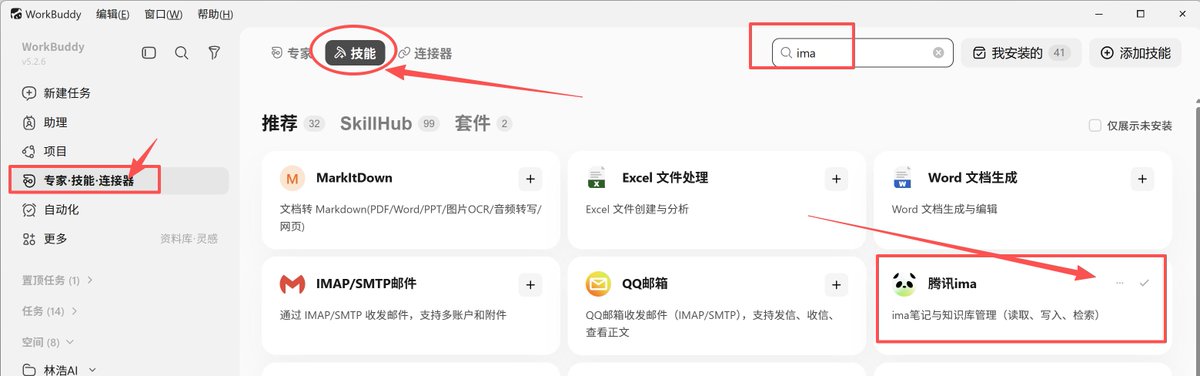 WorkBuddy 编辑(E) 窗口(W) 帮助(H)
WorkBuddy
v5.2.6
新建任务
助理
项目
专家·技能·连接器
自动化
更多 资料库·灵感
置顶任务 (1)
任务 (14)
空间 (8)
林浩AI
专家 技能 连接器
ima
我安装的 41
添加技能
推荐 32 SkillHub 99 套件 2
仅展示未安装
M MarkItDown
文档转 Markdown(PDF/Word/PPT/图片OCR/音频转写/
网页)
Excel 文件处理
Excel 文件创建与分析
Word 文档生成
Word 文档生成与编辑
IMAP/SMTP邮件
通过 IMAP/SMTP 收发邮件，支持多账户和附件
QQ邮箱
QQ邮箱收发邮件（IMAP/SMTP），支持发信、收信、
查看正文
腾讯ima
ima笔记与知识库管理（读取、写入、检索）